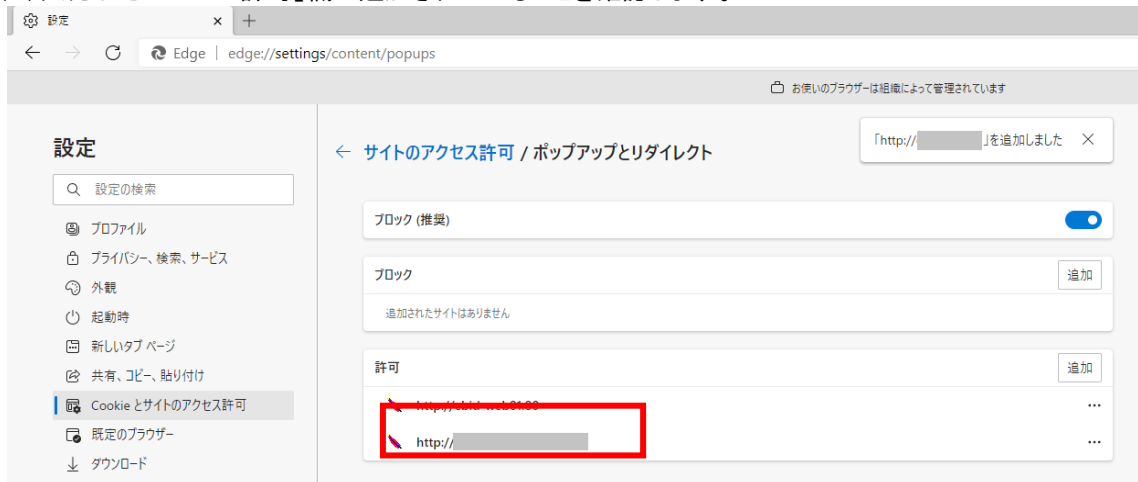 設定
Edge | edge://settings/content/popups
お使いのブラウザーは組織によって管理されています
設定
設定の検索
プロファイル
プライバシー、検索、サービス
外観
起動時
新しいタブ ページ
共有、コピー、貼り付け
Cookie とサイトのアクセス許可
既定のブラウザー
ダウンロード
サイトのアクセス許可 / ポップアップとリダイレクト
「http:// 」を追加しました
ブロック (推奨)
ブロック
追加
追加されたサイトはありません
許可
追加
http://